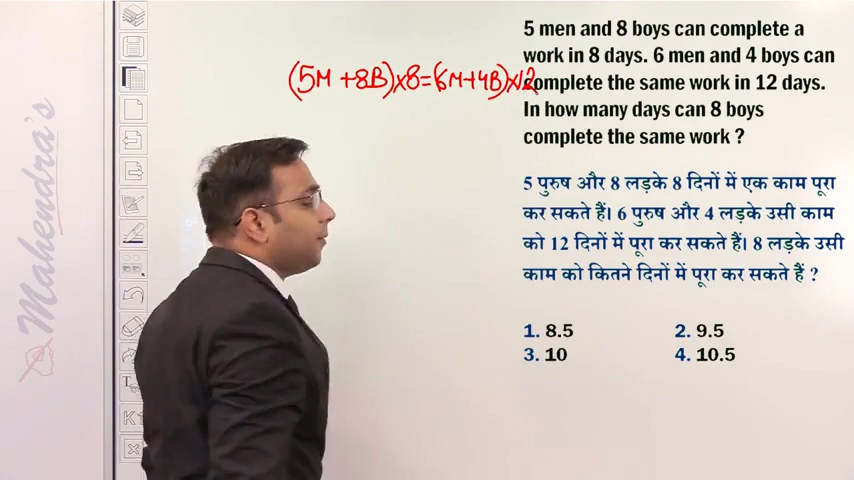 5 men and 8 boys can complete a
work in 8 days. 6 men and 4 boys can
complete the same work in 12 days.
In how many days can 8 boys
complete the same work ?
(5M +8B)×8=(6M+4B)×12
5 पुरुष और 8 लड़के 8 दिनों में एक काम पूरा
कर सकते हैं। 6 पुरुष और 4 लड़के उसी काम
को 12 दिनों में पूरा कर सकते हैं। 8 लड़के उसी
काम को कितने दिनों में पूरा कर सकते हैं ?
1. 8.5 2. 9.5
3. 10 4. 10.5
Mahendra's